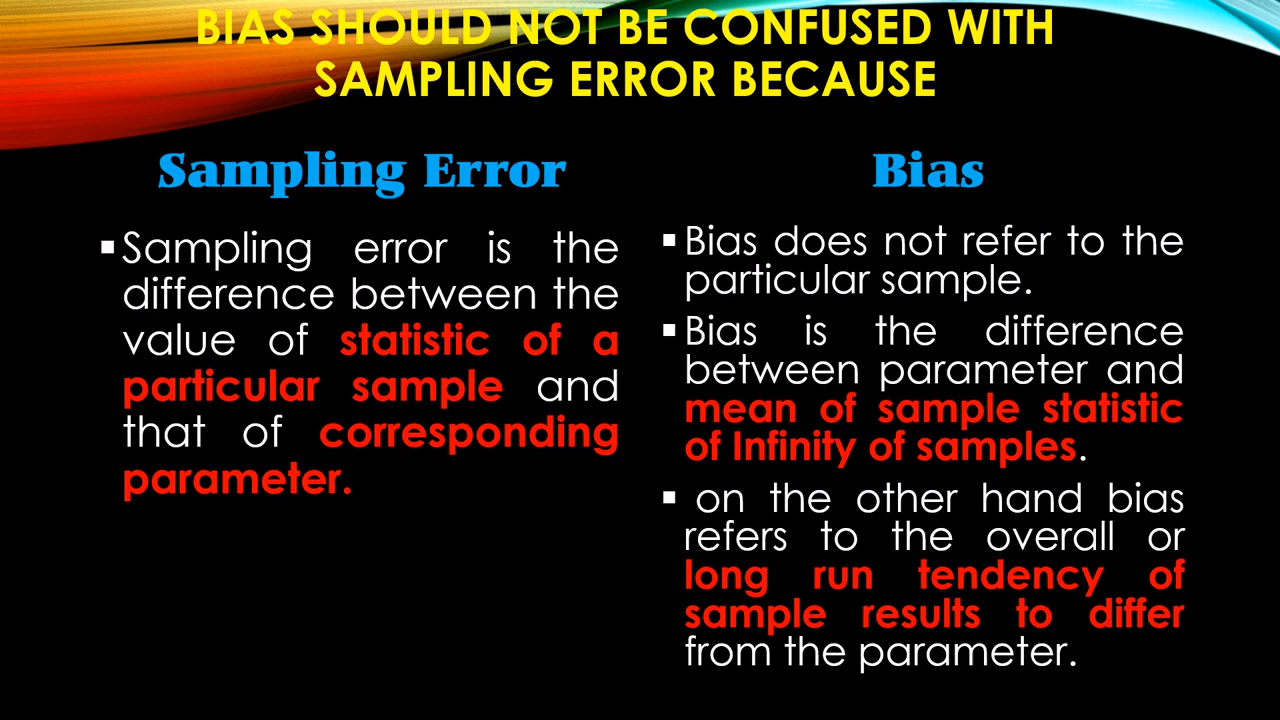 BIAS SHOULD NOT BE CONFUSED WITH
SAMPLING ERROR BECAUSE
Sampling Error
▪Sampling error is the
difference between the
value of statistic of a
particular sample and
that of corresponding
parameter.
Bias
▪Bias does not refer to the
particular sample.
▪Bias is the difference
between parameter and
mean of sample statistic
of Infinity of samples.
▪ on the other hand bias
refers to the overall or
long run tendency of
sample results to differ
from the parameter.